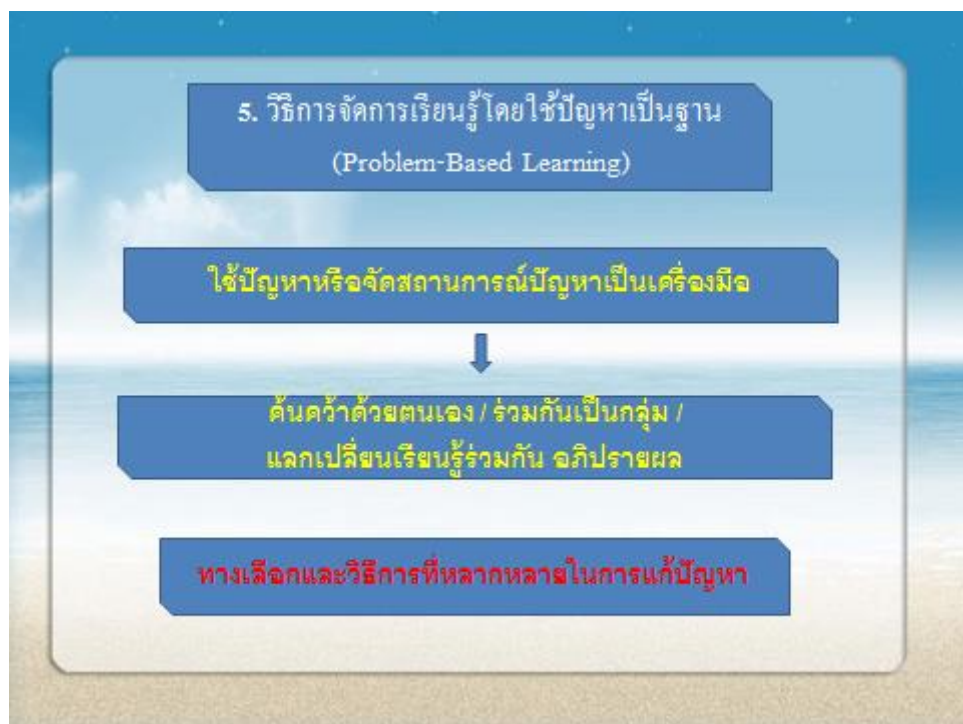 5. วิธีการจัดการเรียนรู้โดยใช้ปัญหาเป็นฐาน
(Problem-Based Learning)
ใช้ปัญหาหรือจัดสถานการณ์ปัญหาเป็นเครื่องมือ
ค้นคว้าด้วยตนเอง / ร่วมกันเป็นกลุ่ม /
แลกเปลี่ยนเรียนรู้ร่วมกัน อภิปรายผล
ทางเลือกและวิธีการที่หลากหลายในการแก้ปัญหา